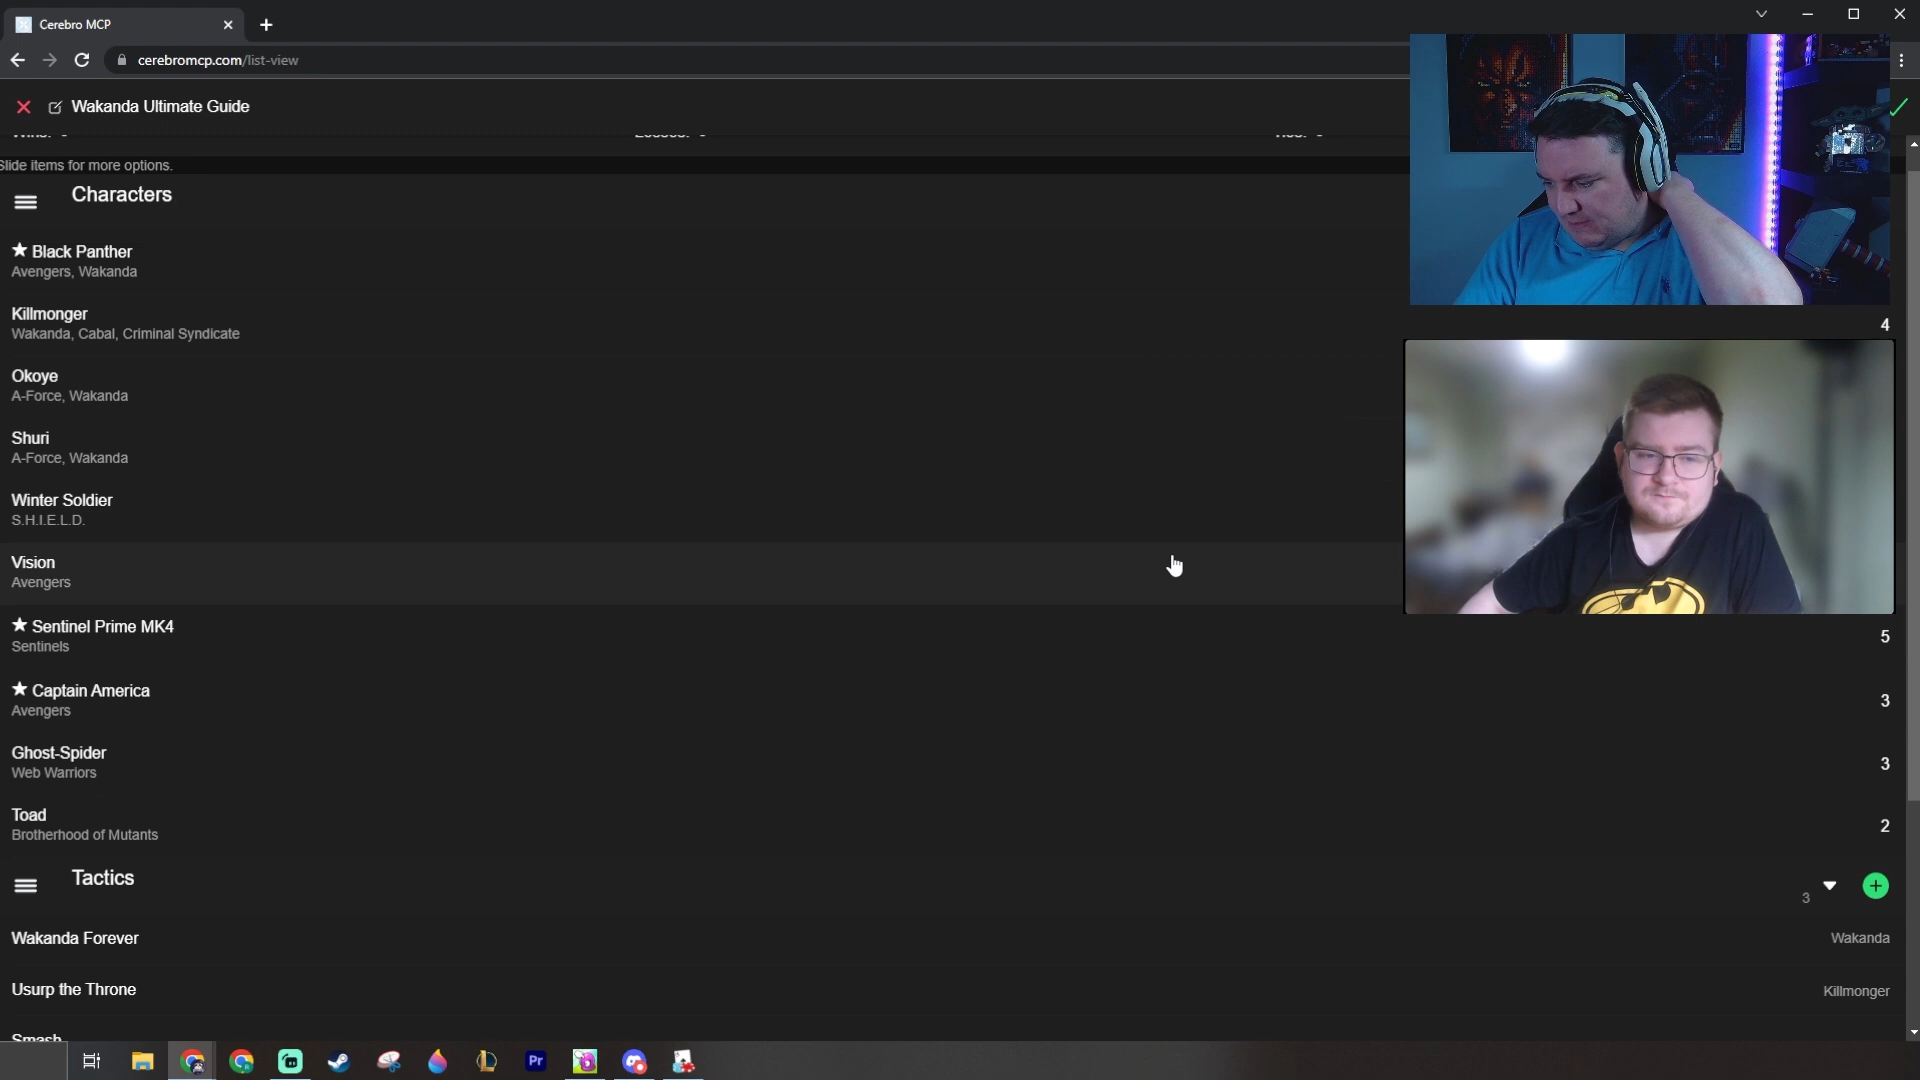 Cerebro MCP
cerebromcp.com/list-view
Wakanda Ultimate Guide
Slide items for more options.
Characters
★ Black Panther
Avengers, Wakanda
Killmonger
Wakanda, Cabal, Criminal Syndicate
4
Okoye
A-Force, Wakanda
Shuri
A-Force, Wakanda
Winter Soldier
S.H.I.E.L.D.
Vision
Avengers
★ Sentinel Prime MK4
Sentinels
5
★ Captain America
Avengers
3
Ghost-Spider
Web Warriors
3
Toad
Brotherhood of Mutants
2
Tactics
3
Wakanda Forever
Wakanda
Usurp the Throne
Killmonger
Smash
Pr